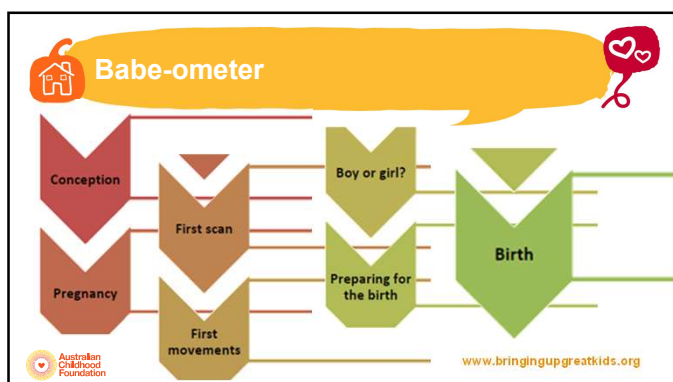 Babe-ometer
Conception
Pregnancy
First scan
First
movements
Boy or girl?
Preparing for
the birth
Birth
Australian
Childhood
Foundation
www.bringingupgreatkids.org